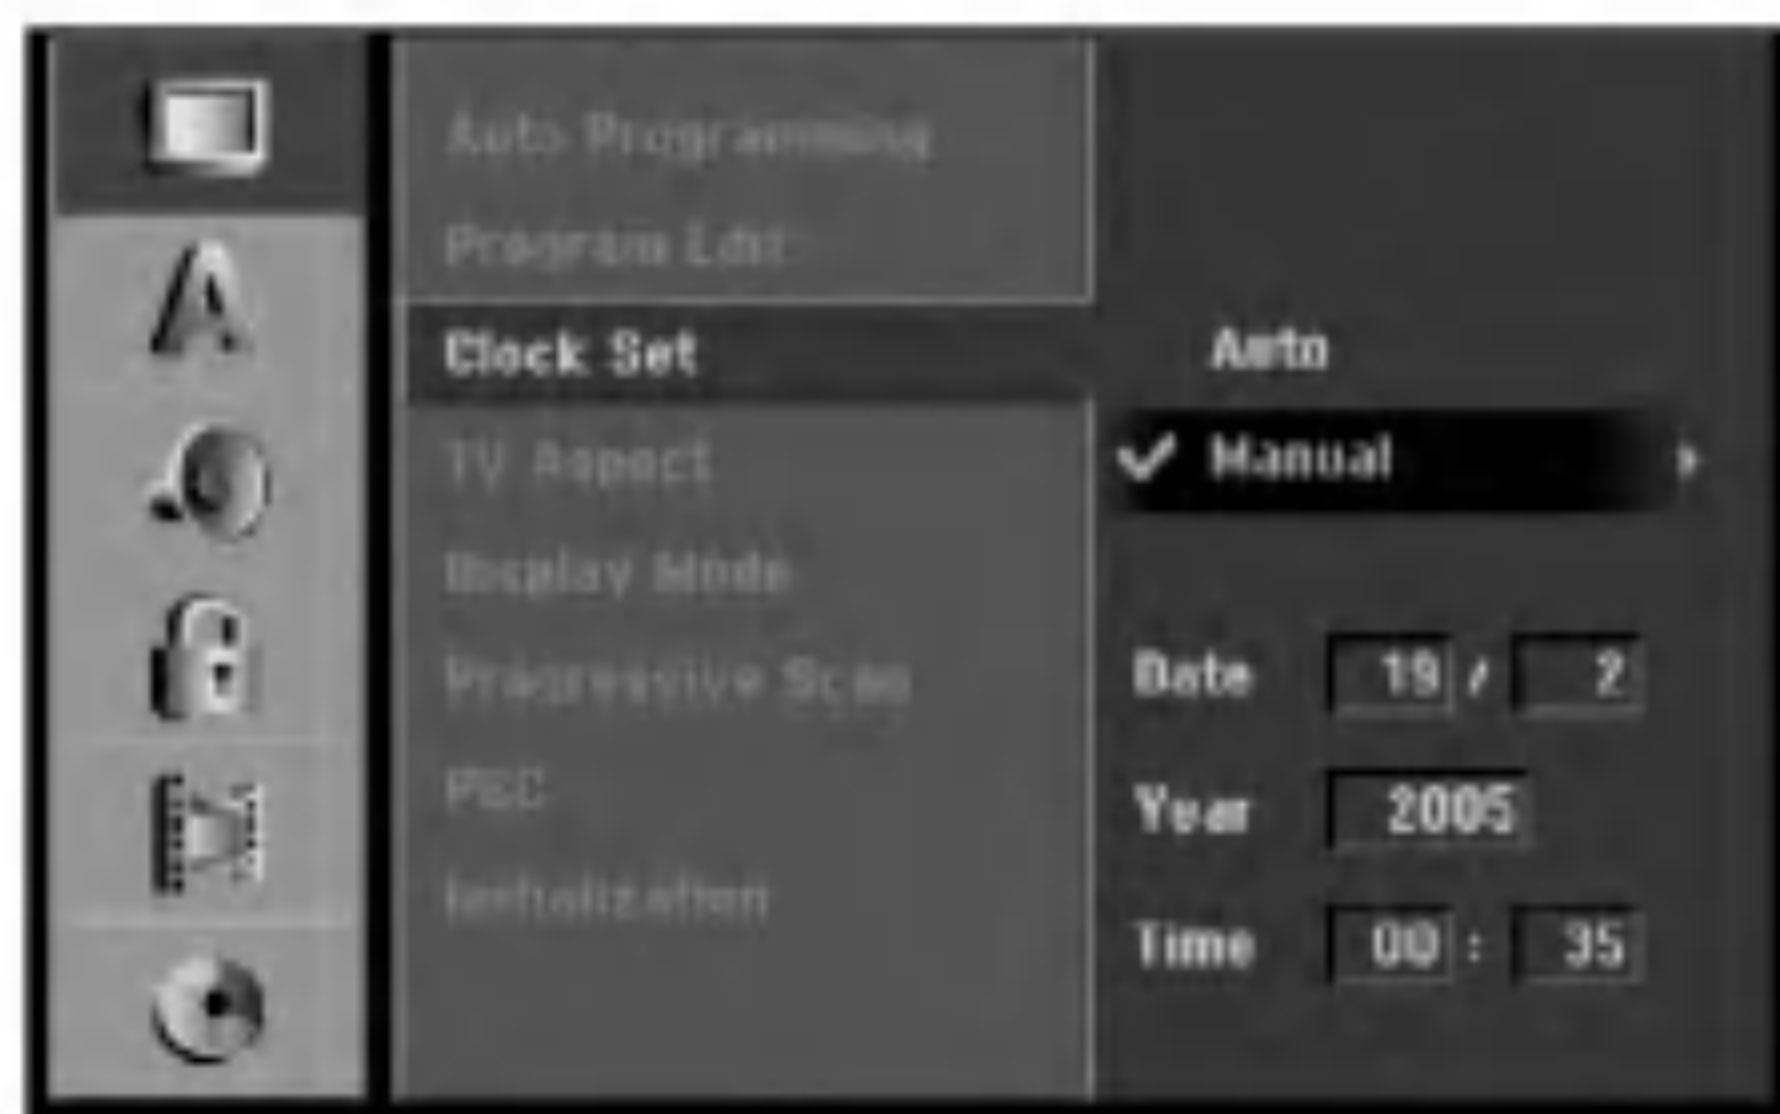 Auto Programming
Program Edit
Clock Set
TV Aspect
Display Mode
Progressive Scan
PBC
Initialization
Auto
Manual
Date 19 / 2
Year 2005
Time 00 : 35